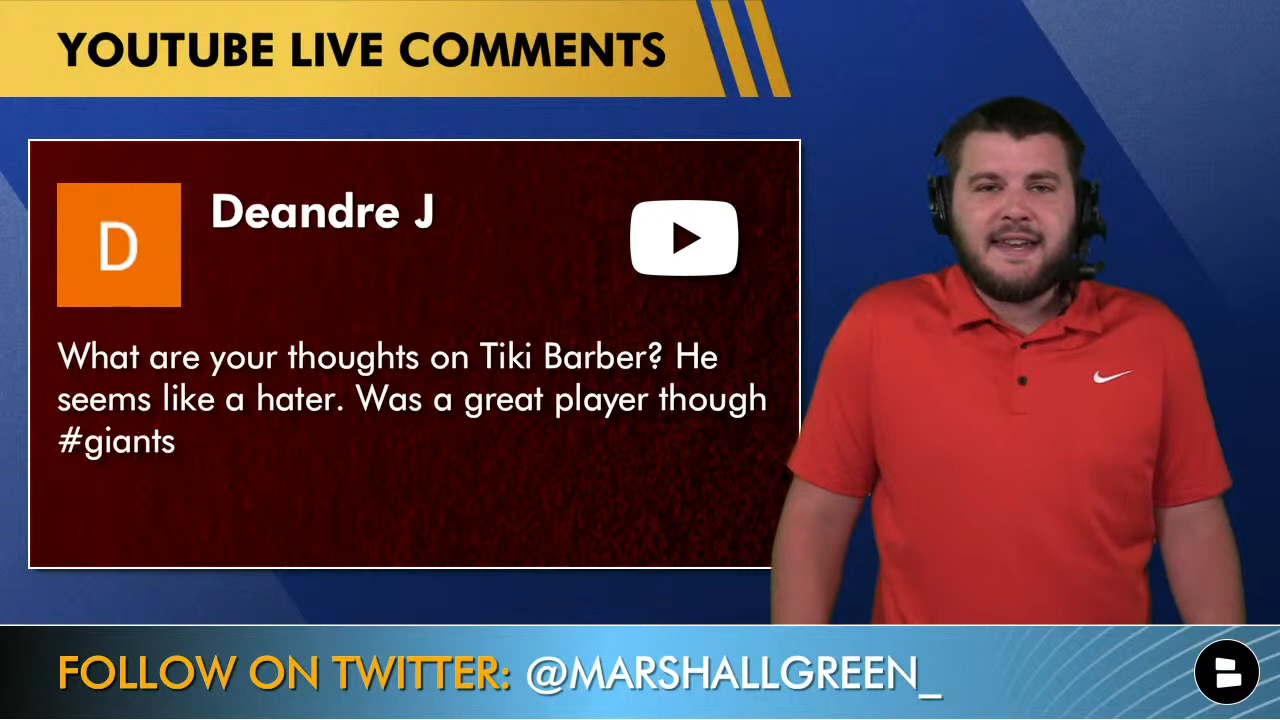 YOUTUBE LIVE COMMENTS
D
Deandre J
What are your thoughts on Tiki Barber? He
seems like a hater. Was a great player though
#giants
FOLLOW ON TWITTER: @MARSHALLGREEN_